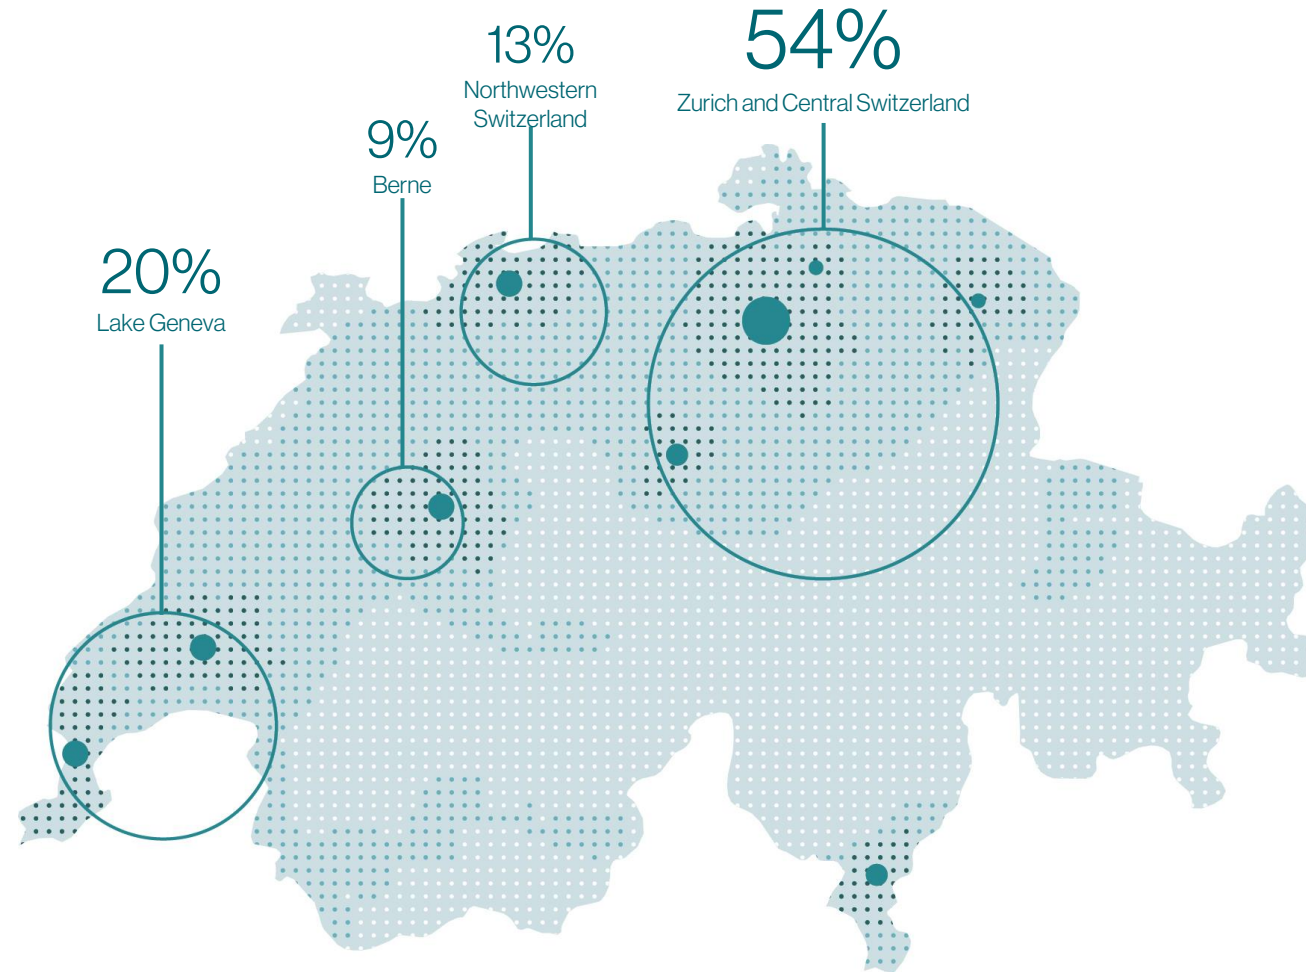 54%
Zurich and Central Switzerland
13%
Northwestern
Switzerland
9%
Berne
20%
Lake Geneva